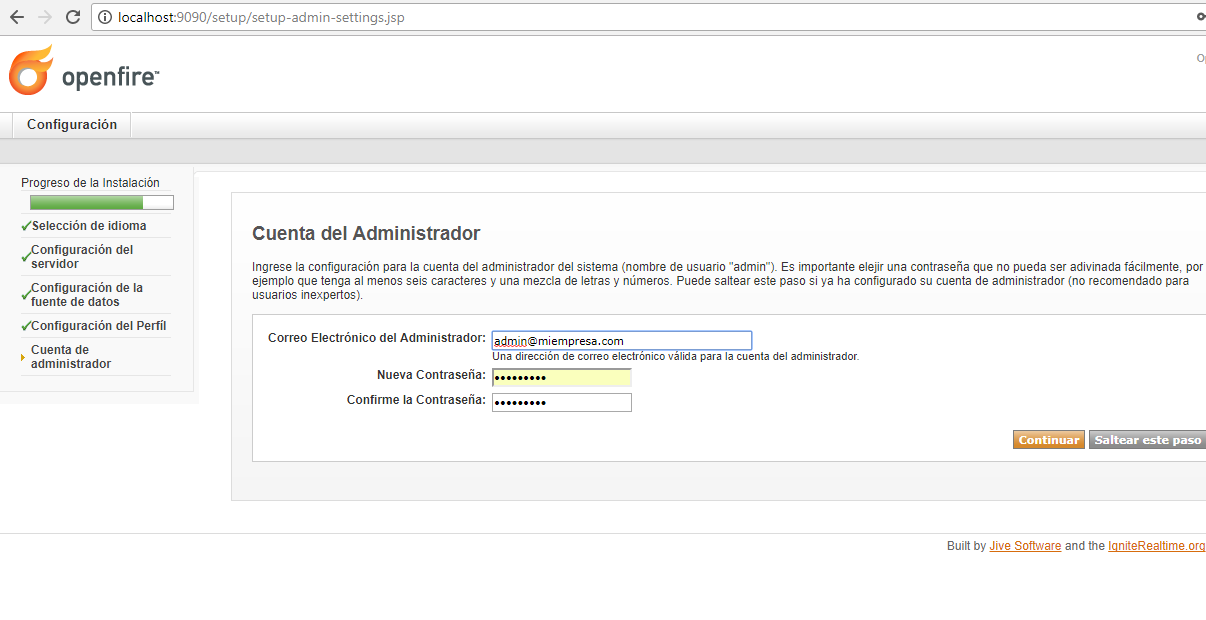 localhost:9090/setup/setup-admin-settings.jsp
openfire™
Configuración
Progreso de la Instalación
Selección de idioma
Configuración del
servidor
Configuración de la
fuente de datos
Configuración del Perfíl
Cuenta de
administrador
Cuenta del Administrador
Ingrese la configuración para la cuenta del administrador del sistema (nombre de usuario "admin"). Es importante elejir una contraseña que no pueda ser adivinada fácilmente, por
ejemplo que tenga al menos seis caracteres y una mezcla de letras y números. Puede saltear este paso si ya ha configurado su cuenta de administrador (no recomendado para
usuarios inexpertos).
Correo Electrónico del Administrador: admin@miempresa.com
Una dirección de correo electrónico válida para la cuenta del administrador.
Nueva Contraseña: •••••••••
Confirme la Contraseña: •••••••••
Continuar Saltear este paso
Built by Jive Software and the IgniteRealtime.org